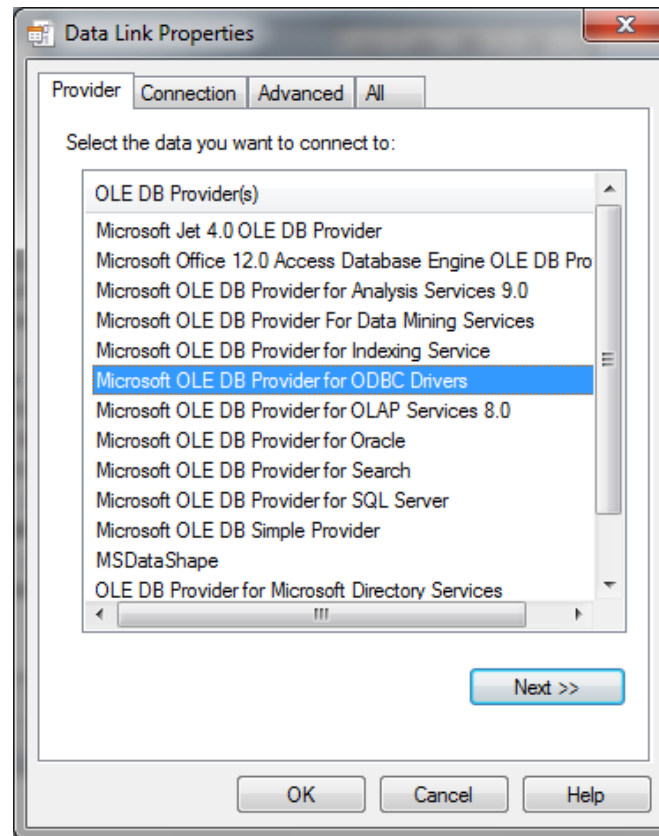 Data Link Properties
Provider Connection Advanced All
Select the data you want to connect to:
OLE DB Provider(s)
Microsoft Jet 4.0 OLE DB Provider
Microsoft Office 12.0 Access Database Engine OLE DB Pro
Microsoft OLE DB Provider for Analysis Services 9.0
Microsoft OLE DB Provider For Data Mining Services
Microsoft OLE DB Provider for Indexing Service
Microsoft OLE DB Provider for ODBC Drivers
Microsoft OLE DB Provider for OLAP Services 8.0
Microsoft OLE DB Provider for Oracle
Microsoft OLE DB Provider for Search
Microsoft OLE DB Provider for SQL Server
Microsoft OLE DB Simple Provider
MSDataShape
OLE DB Provider for Microsoft Directory Services
Next >>
OK Cancel Help